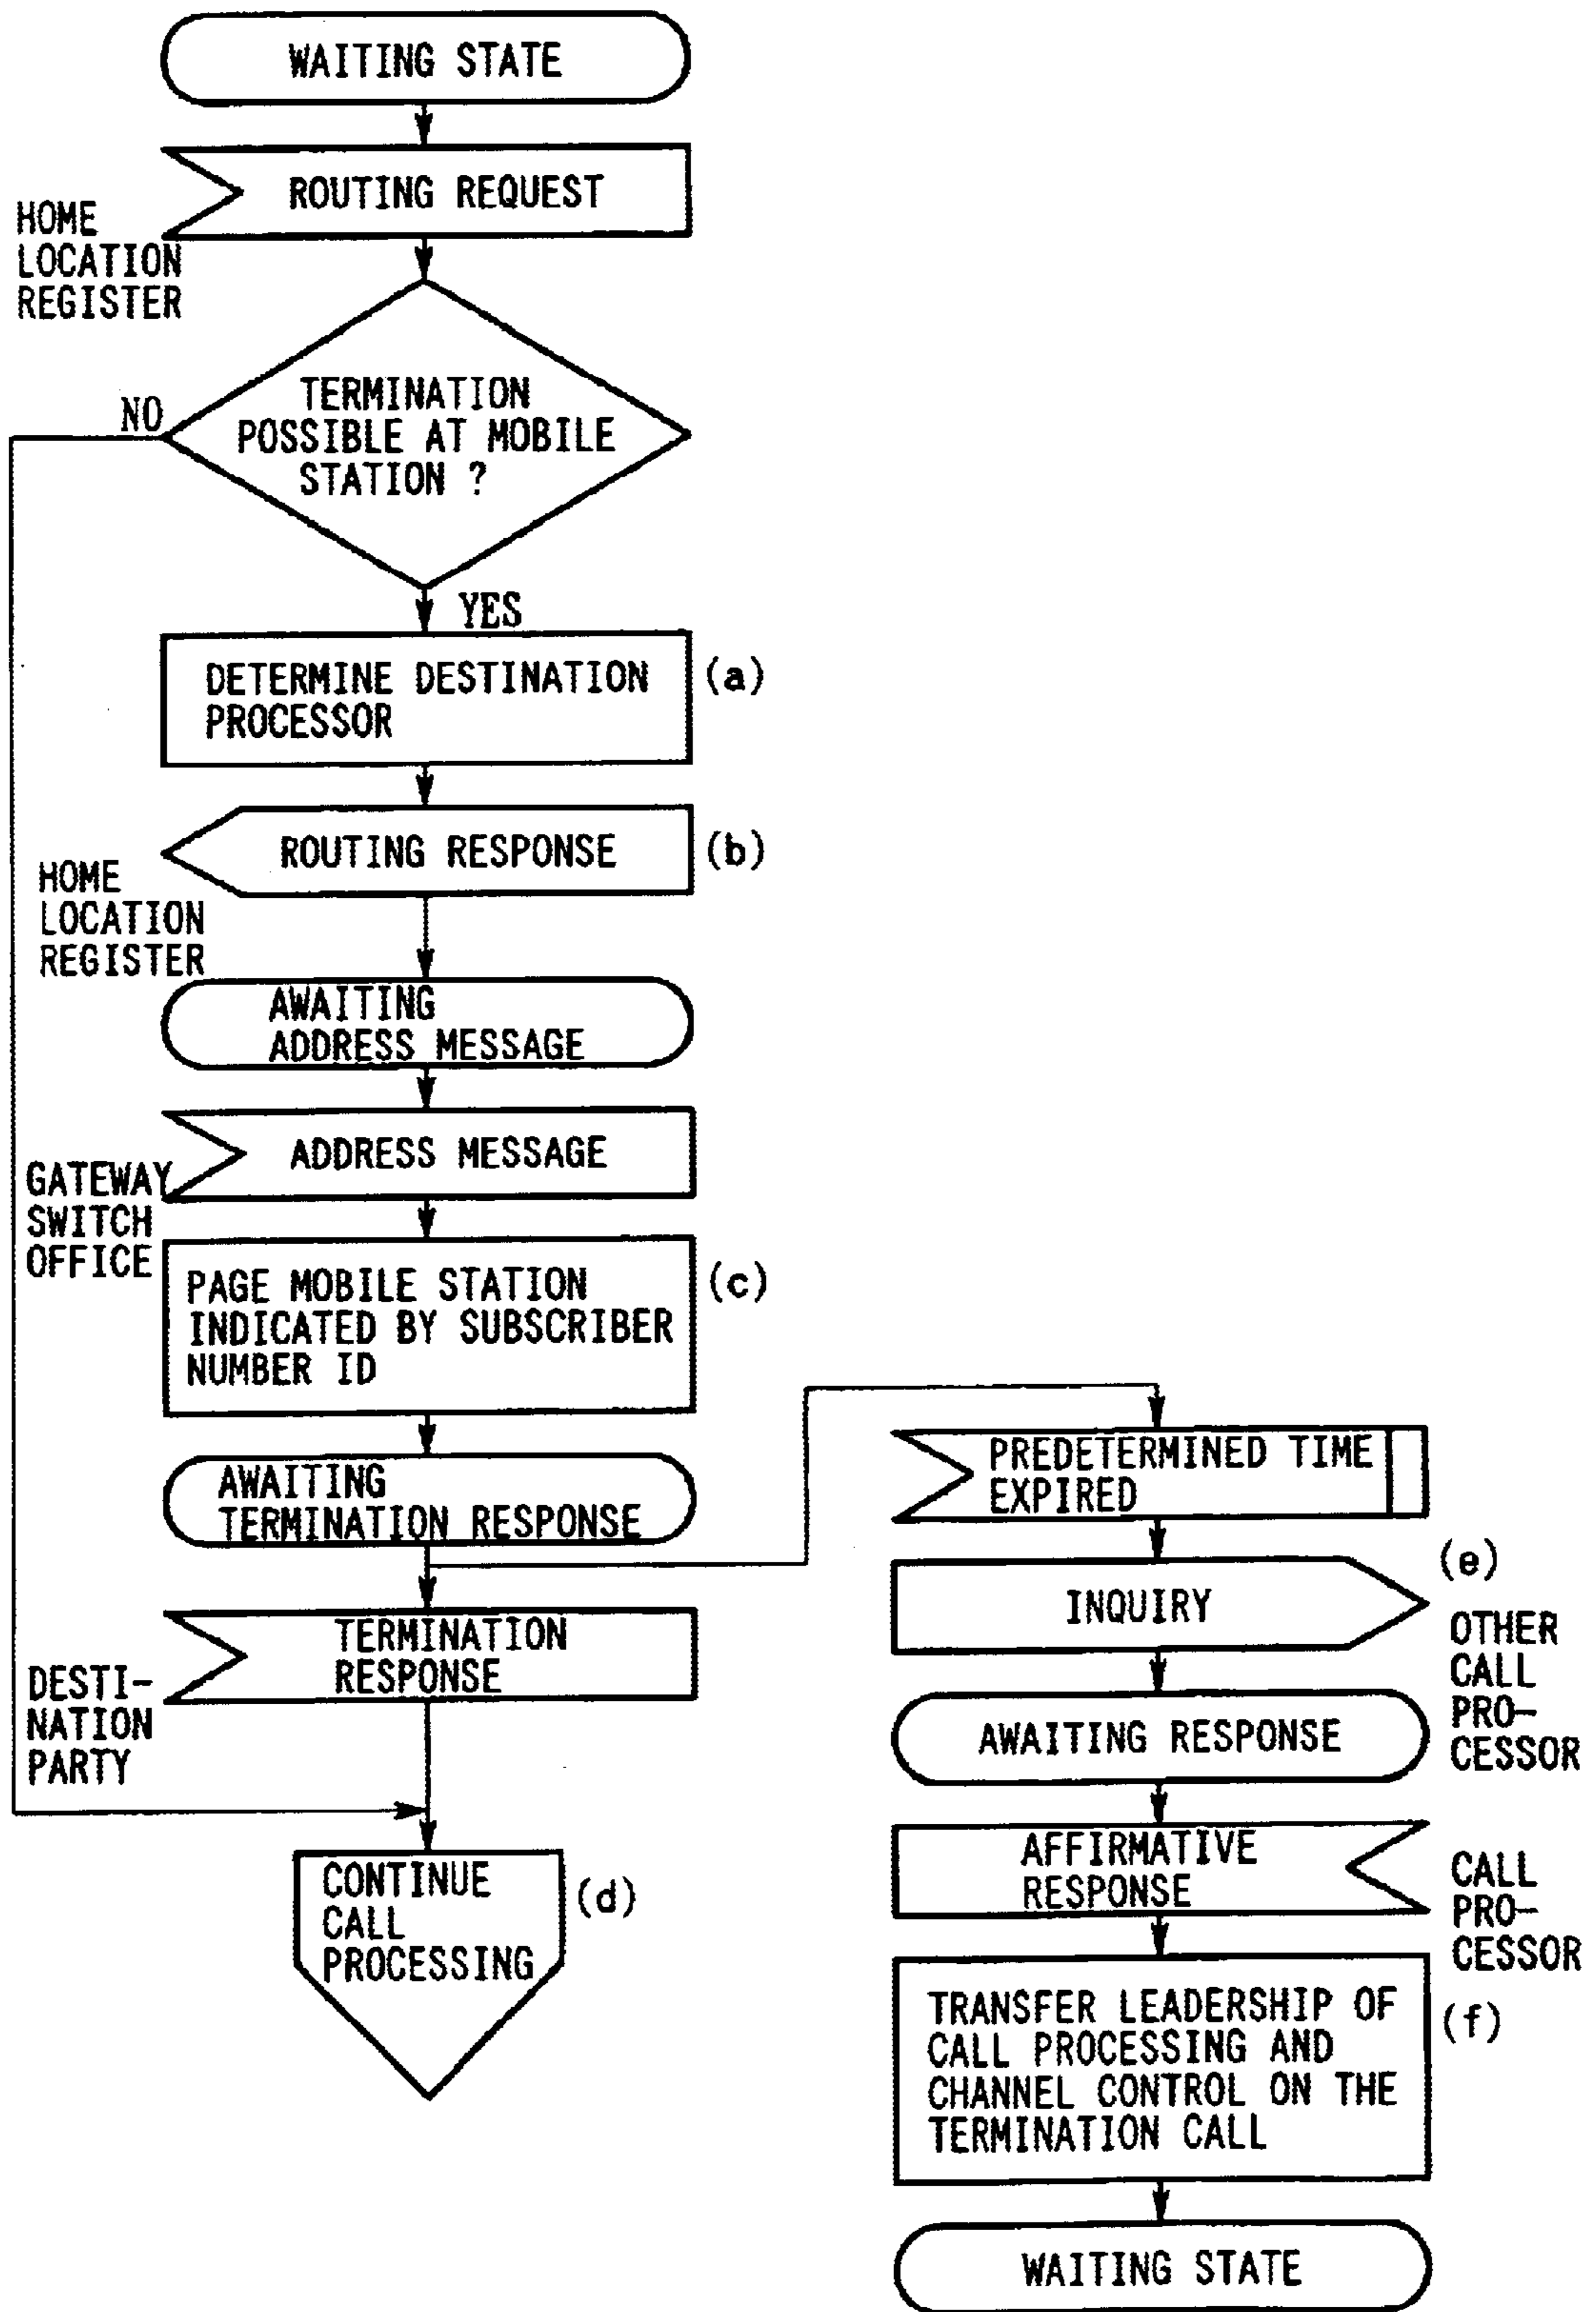 WAITING STATE
ROUTING REQUEST
HOME
LOCATION
REGISTER
TERMINATION
POSSIBLE AT MOBILE
STATION ?
NO
YES
DETERMINE DESTINATION
PROCESSOR
(a)
ROUTING RESPONSE
(b)
HOME
LOCATION
REGISTER
AWAITING
ADDRESS MESSAGE
ADDRESS MESSAGE
GATEWAY
SWITCH
OFFICE
PAGE MOBILE STATION
INDICATED BY SUBSCRIBER
NUMBER ID
(c)
AWAITING
TERMINATION RESPONSE
TERMINATION
RESPONSE
DESTI-
NATION
PARTY
CONTINUE
CALL
PROCESSING
(d)
PREDETERMINED TIME
EXPIRED
INQUIRY
(e)
OTHER
CALL
PRO-
CESSOR
AWAITING RESPONSE
AFFIRMATIVE
RESPONSE
CALL
PRO-
CESSOR
TRANSFER LEADERSHIP OF
CALL PROCESSING AND
CHANNEL CONTROL ON THE
TERMINATION CALL
(f)
WAITING STATE